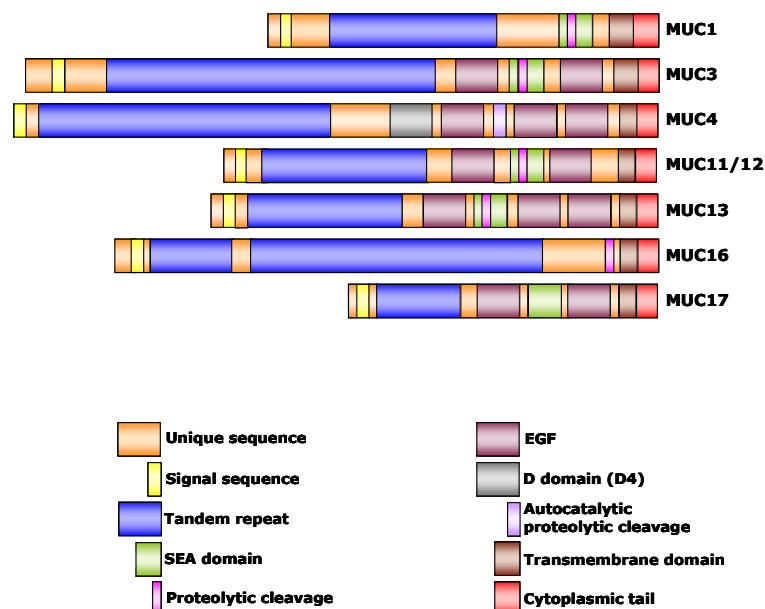 MUC1
MUC3
MUC4
MUC11/12
MUC13
MUC16
MUC17
Unique sequence
Signal sequence
Tandem repeat
SEA domain
Proteolytic cleavage
EGF
D domain (D4)
Autocatalytic
proteolytic cleavage
Transmembrane domain
Cytoplasmic tail